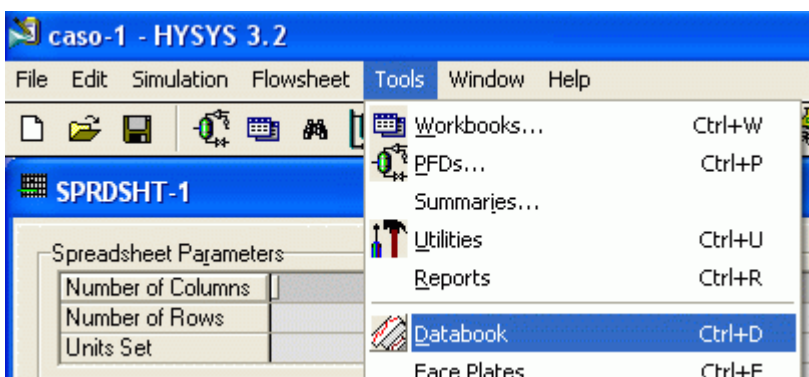 caso-1 - HYSYS 3.2
File Edit Simulation Flowsheet Tools Window Help
Workbooks... Ctrl+W
PFDs... Ctrl+P
SPRDSHT-1
Summaries...
Utilities Ctrl+U
Spreadsheet Parameters
Number of Columns
Reports Ctrl+R
Number of Rows
Databook Ctrl+D
Units Set
Face Plates Ctrl+F